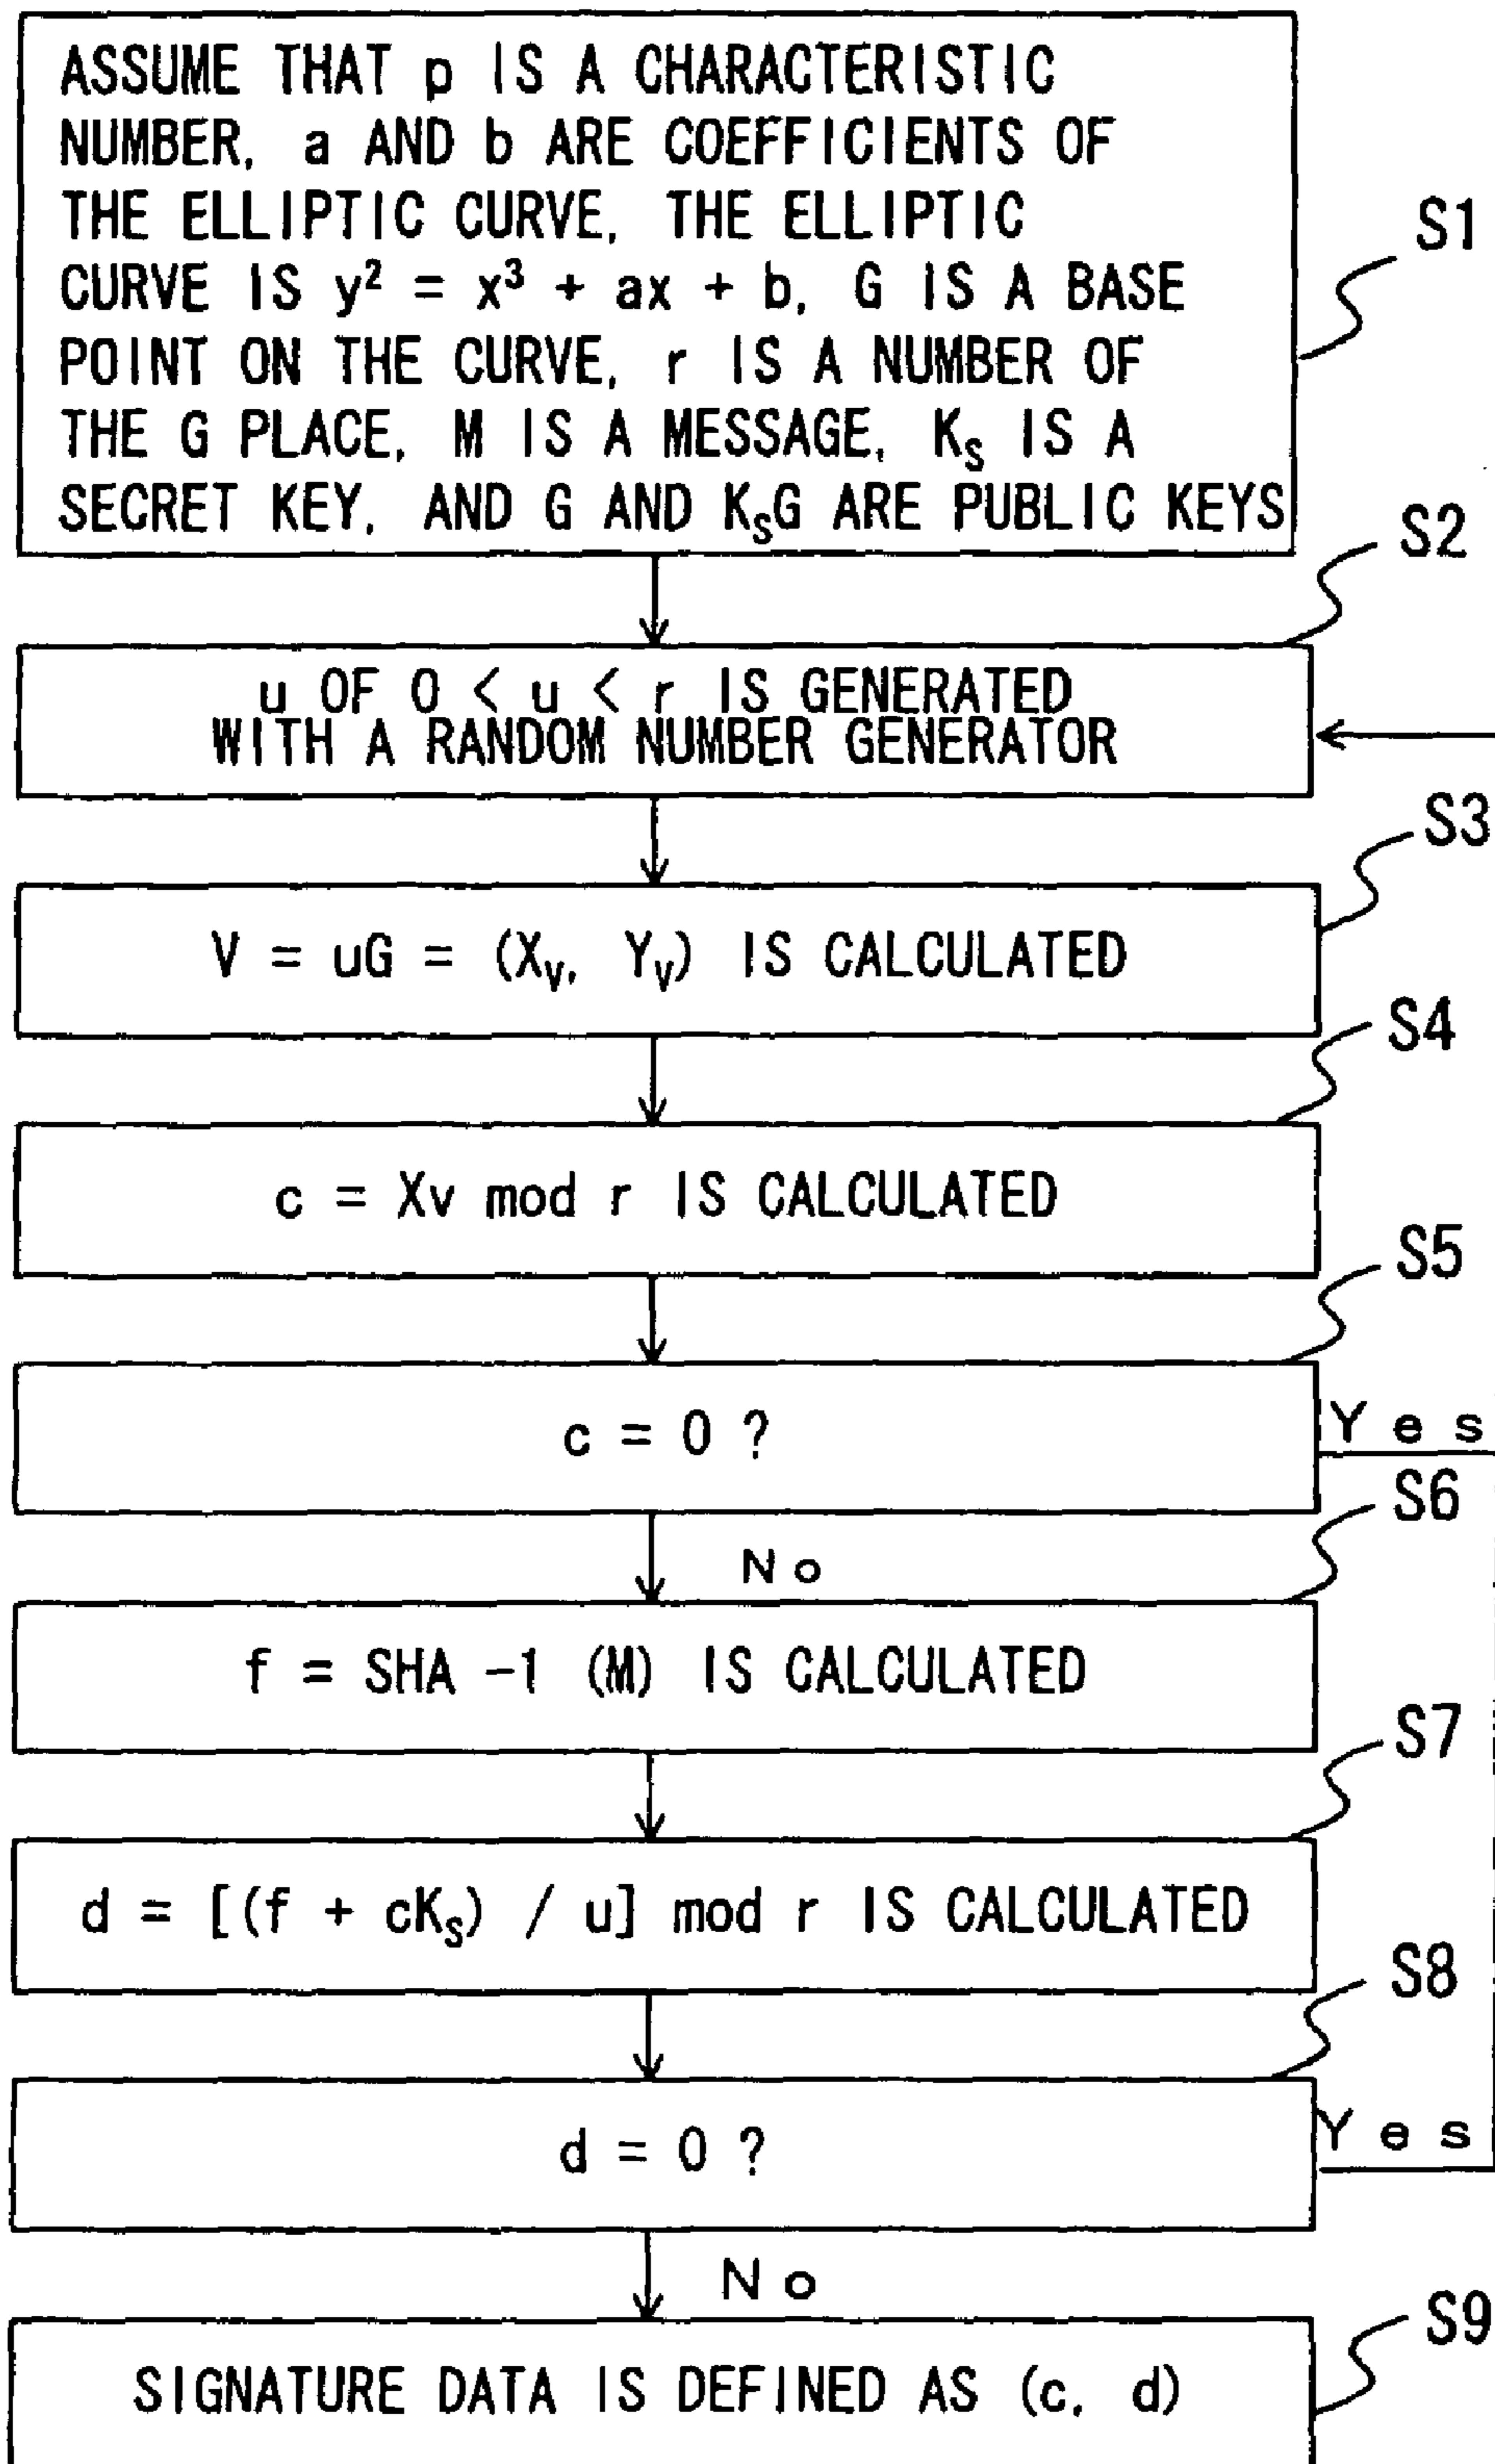 ASSUME THAT p IS A CHARACTERISTIC
NUMBER, a AND b ARE COEFFICIENTS OF
THE ELLIPTIC CURVE, THE ELLIPTIC
CURVE IS y² = x³ + ax + b, G IS A BASE
POINT ON THE CURVE, r IS A NUMBER OF
THE G PLACE, M IS A MESSAGE, Kₛ IS A
SECRET KEY, AND G AND KₛG ARE PUBLIC KEYS
S1
S2
u OF 0 < u < r IS GENERATED
WITH A RANDOM NUMBER GENERATOR
S3
V = uG = (Xᵥ, Yᵥ) IS CALCULATED
S4
c = Xv mod r IS CALCULATED
S5
c = 0 ?
Yes
S6
No
f = SHA -1 (M) IS CALCULATED
S7
d = [(f + cKₛ) / u] mod r IS CALCULATED
S8
d = 0 ?
Yes
No
S9
SIGNATURE DATA IS DEFINED AS (c, d)